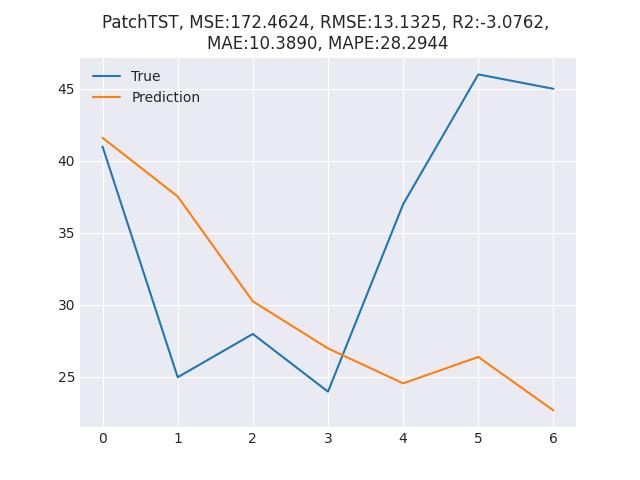 PatchTST, MSE:172.4624, RMSE:13.1325, R2:-3.0762,
MAE:10.3890, MAPE:28.2944
True
Prediction
45
40
35
30
25
0 1 2 3 4 5 6